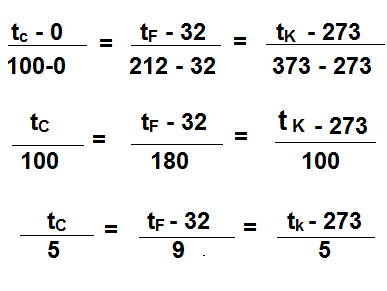 tc - 0 / 100-0 = tF - 32 / 212 - 32 = tK - 273 / 373 - 273
tC / 100 = tF - 32 / 180 = tK - 273 / 100
tC / 5 = tF - 32 / 9 = tk - 273 / 5